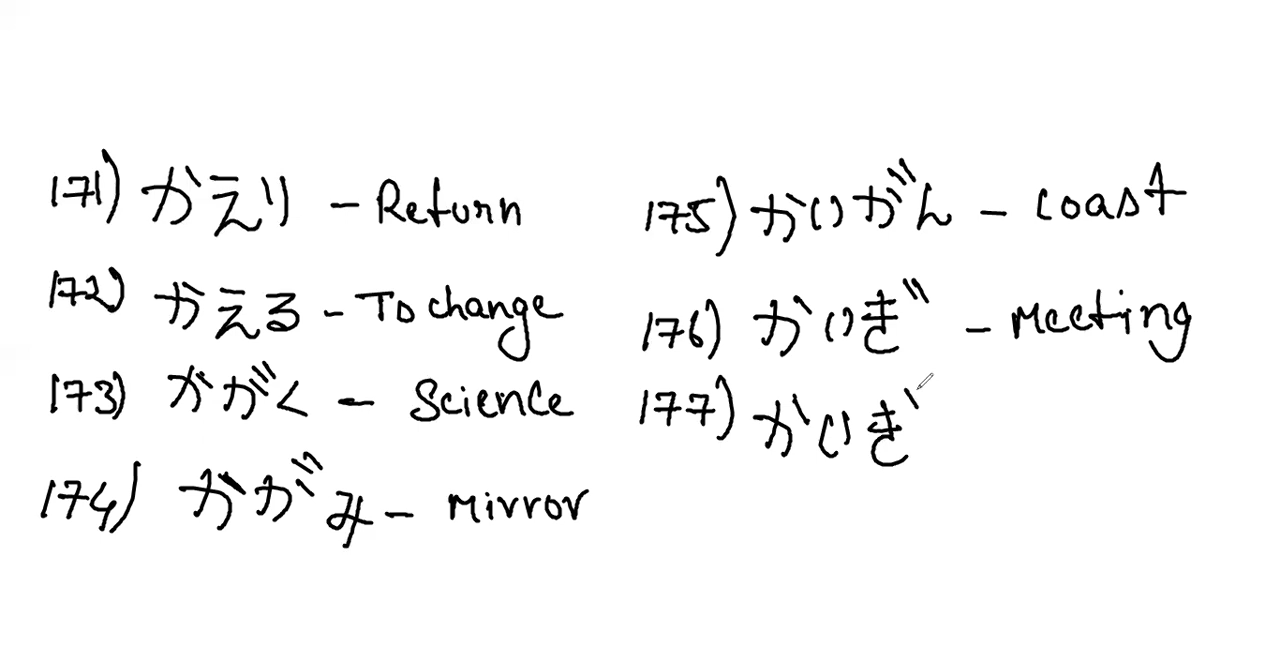 171) かえり - Return
172) かえる - To change
173) かがく - Science
174) かがみ - Mirror
175) かいがん - coast
176) かいぎ - Meeting
177) かいぎ